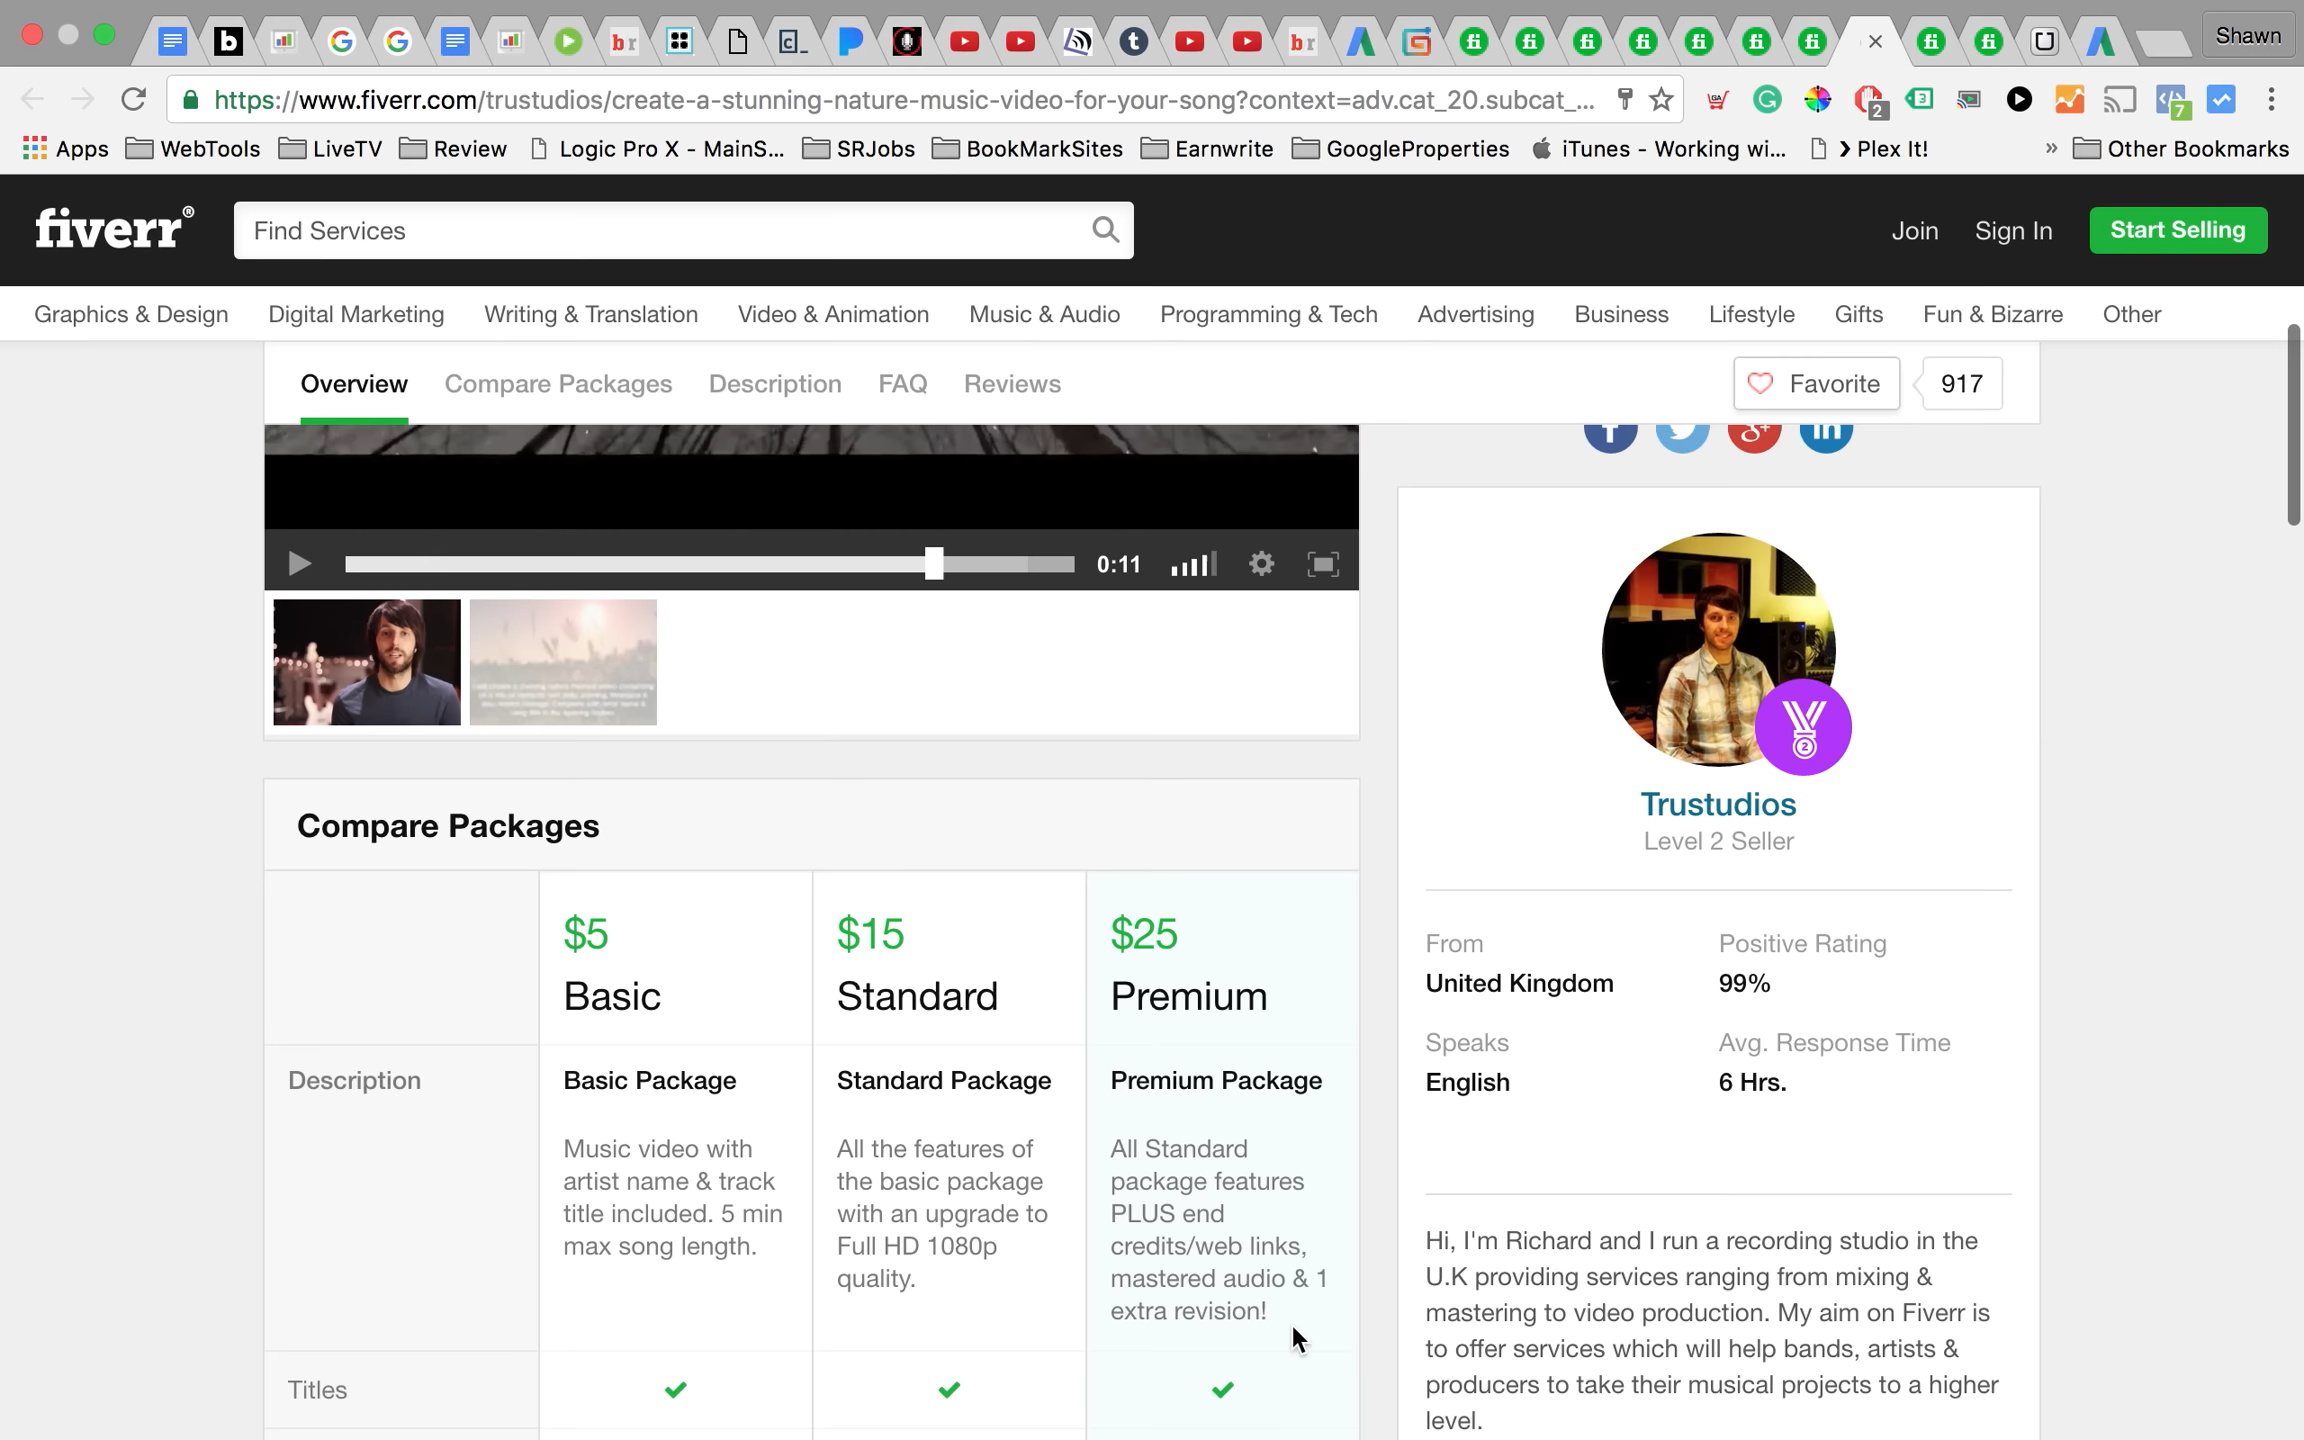 Shawn
https://www.fiverr.com/trustudios/create-a-stunning-nature-music-video-for-your-song?context=adv.cat_20.subcat_...
2
3
7
Apps WebTools LiveTV Review Logic Pro X - MainS... SRJobs BookMarkSites Earnwrite GoogleProperties iTunes - Working wi... ❯ Plex It! » Other Bookmarks
fiverr®
Find Services
Join Sign In Start Selling
Graphics & Design Digital Marketing Writing & Translation Video & Animation Music & Audio Programming & Tech Advertising Business Lifestyle Gifts Fun & Bizarre Other
Overview Compare Packages Description FAQ Reviews
Favorite 917
0:11
Compare Packages
$5 $15 $25
Basic Standard Premium
Description
Basic Package
Music video with
artist name & track
title included. 5 min
max song length.
Standard Package
All the features of
the basic package
with an upgrade to
Full HD 1080p
quality.
Premium Package
All Standard
package features
PLUS end
credits/web links,
mastered audio & 1
extra revision!
Titles
2
Trustudios
Level 2 Seller
From
United Kingdom
Positive Rating
99%
Speaks
English
Avg. Response Time
6 Hrs.
Hi, I'm Richard and I run a recording studio in the
U.K providing services ranging from mixing &
mastering to video production. My aim on Fiverr is
to offer services which will help bands, artists &
producers to take their musical projects to a higher
level.